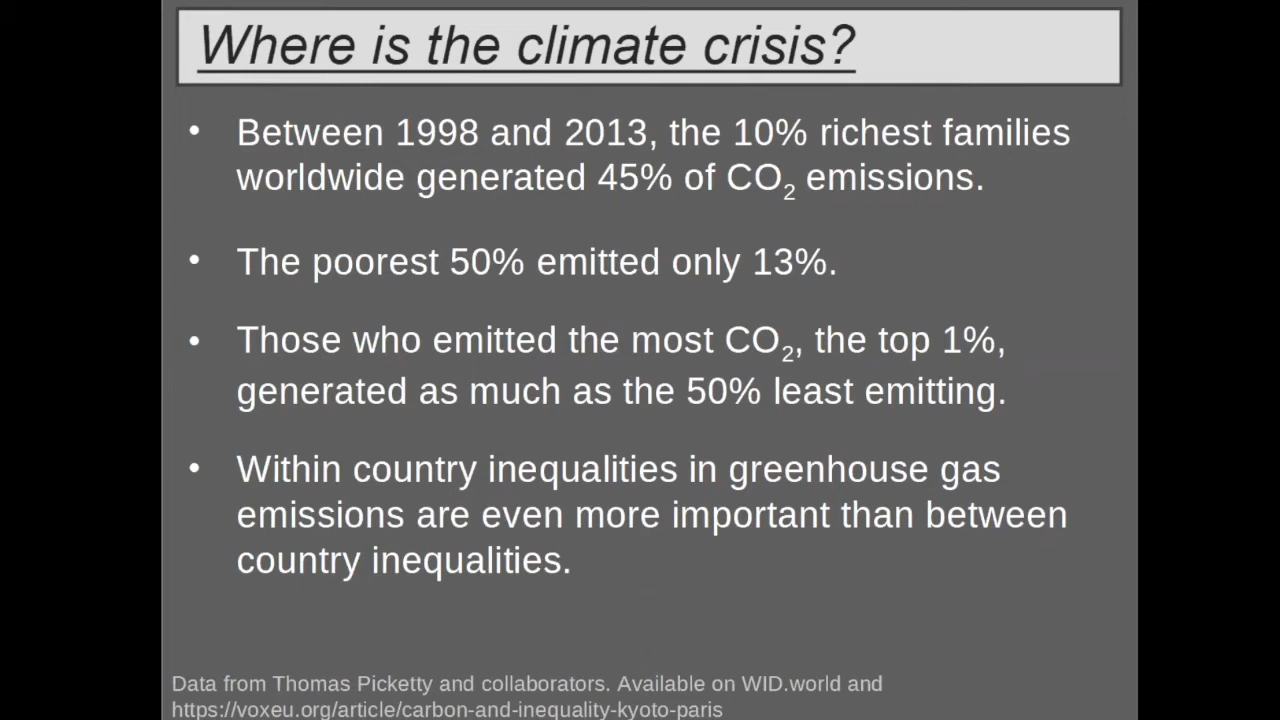 Where is the climate crisis?
• Between 1998 and 2013, the 10% richest families
worldwide generated 45% of CO₂ emissions.
• The poorest 50% emitted only 13%.
• Those who emitted the most CO₂, the top 1%,
generated as much as the 50% least emitting.
• Within country inequalities in greenhouse gas
emissions are even more important than between
country inequalities.
Data from Thomas Picketty and collaborators. Available on WID.world and
https://voxeu.org/article/carbon-and-inequality-kyoto-paris